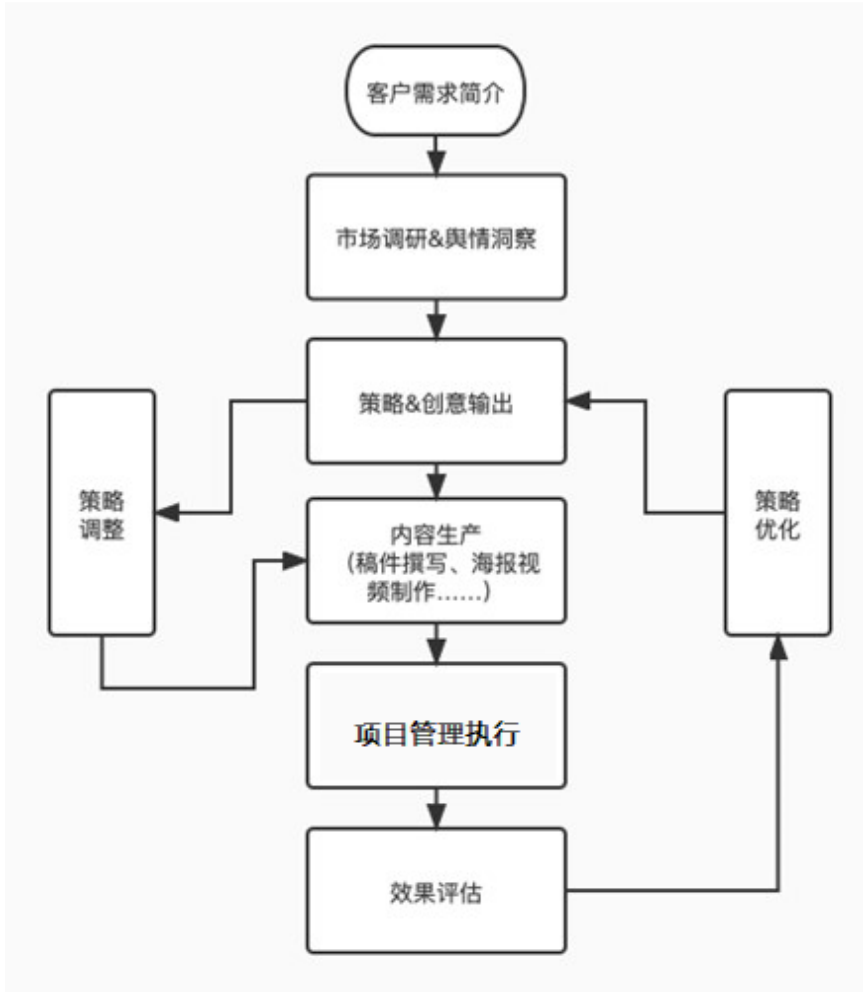 客户需求简介
市场调研&舆情洞察
策略&创意输出
策略
调整
策略
优化
内容生产
（稿件撰写、海报视
频制作……）
项目管理执行
效果评估